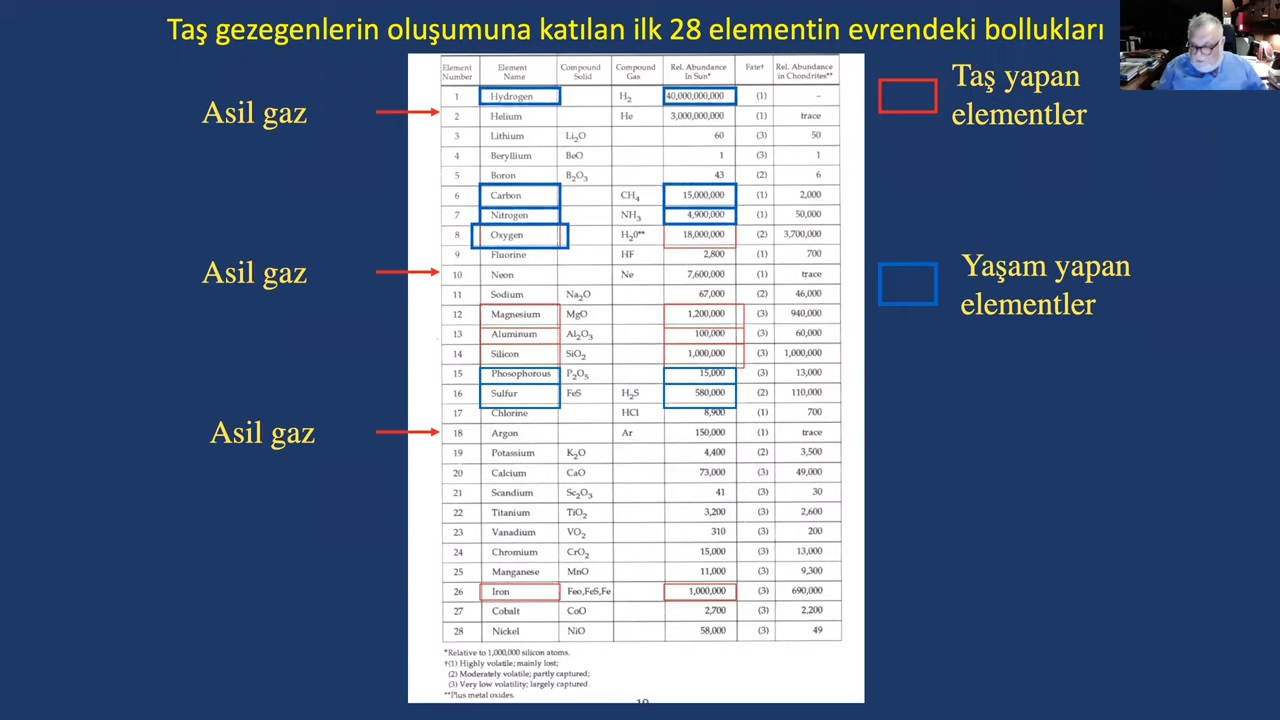 Taş gezegenlerin oluşumuna katılan ilk 28 elementin evrendeki bollukları
Element Number Element Name Compound Solid Compound Gas Rel. Abundance In Sun* Fate† Rel. Abundance in Chondrites**
1 Hydrogen H2 40,000,000,000 (1) –
2 Helium He 3,000,000,000 (1) trace
3 Lithium Li2O 60 (3) 50
4 Beryllium BeO 1 (3) 1
5 Boron B2O3 43 (2) 6
6 Carbon CH4 15,000,000 (1) 2,000
7 Nitrogen NH3 4,900,000 (1) 50,000
8 Oxygen H20** 18,000,000 (2) 3,700,000
9 Fluorine HF 2,800 (1) 700
10 Neon Ne 7,600,000 (1) trace
11 Sodium Na2O 67,000 (2) 46,000
12 Magnesium MgO 1,200,000 (3) 940,000
13 Aluminum Al2O3 100,000 (3) 60,000
14 Silicon SiO2 1,000,000 (3) 1,000,000
15 Phosophorous P2O5 15,000 (3) 13,000
16 Sulfur FeS H2S 580,000 (2) 110,000
17 Chlorine HCl 8,900 (1) 700
18 Argon Ar 150,000 (1) trace
19 Potassium K2O 4,400 (2) 3,500
20 Calcium CaO 73,000 (3) 49,000
21 Scandium Sc2O3 41 (3) 30
22 Titanium TiO2 3,200 (3) 2,600
23 Vanadium VO2 310 (3) 200
24 Chromium CrO2 15,000 (3) 13,000
25 Manganese MnO 11,000 (3) 9,300
26 Iron Feo,FeS,Fe 1,000,000 (3) 690,000
27 Cobalt CoO 2,700 (3) 2,200
28 Nickel NiO 58,000 (3) 49
*Relative to 1,000,000 silicon atoms.
†(1) Highly volatile; mainly lost;
(2) Moderately volatile; partly captured;
(3) Very low volatility; largely captured.
**Plus metal oxides.
Asil gaz
Asil gaz
Asil gaz
Taş yapan
elementler
Yaşam yapan
elementler